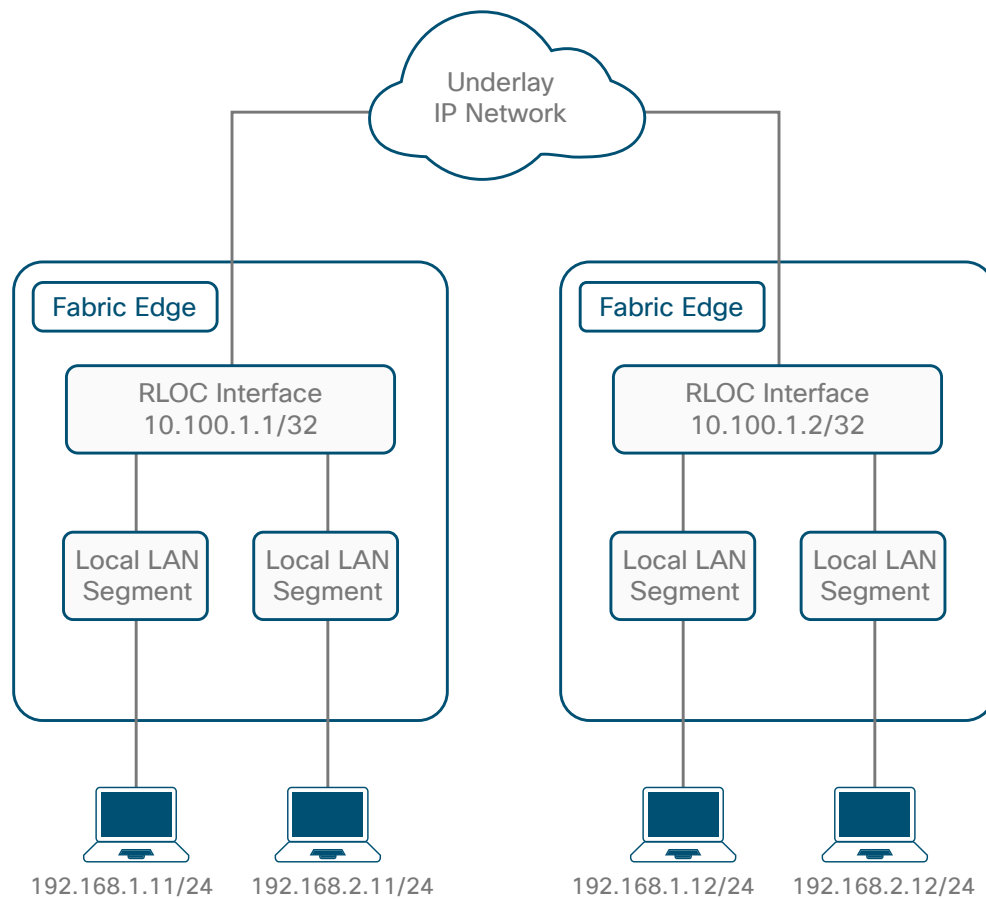 Underlay
IP Network
Fabric Edge
RLOC Interface
10.100.1.1/32
Local LAN
Segment
Local LAN
Segment
192.168.1.11/24
192.168.2.11/24
Fabric Edge
RLOC Interface
10.100.1.2/32
Local LAN
Segment
Local LAN
Segment
192.168.1.12/24
192.168.2.12/24